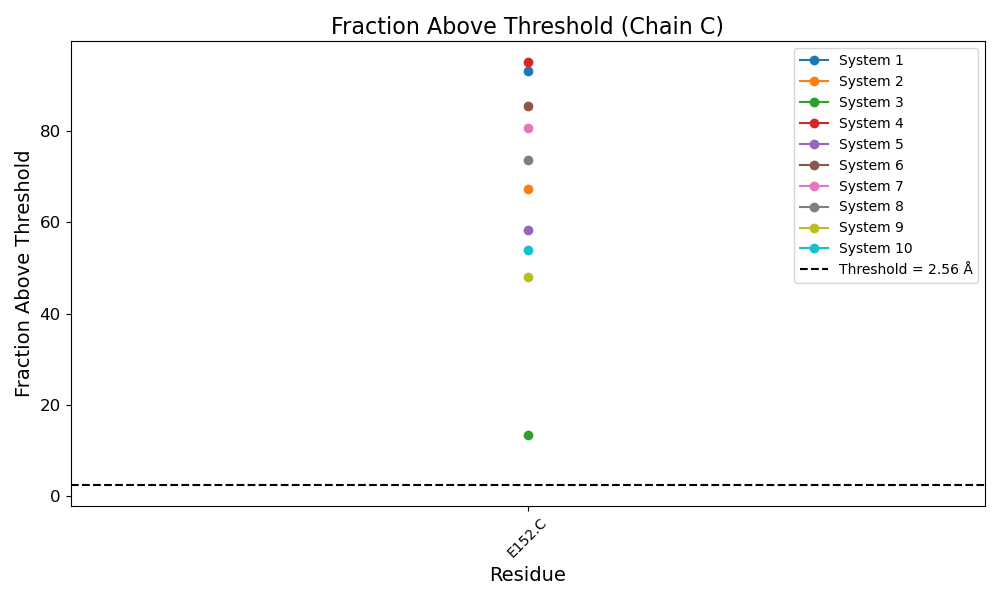 Fraction Above Threshold (Chain C)
Fraction Above Threshold
80
60
40
20
0
System 1
System 2
System 3
System 4
System 5
System 6
System 7
System 8
System 9
System 10
Threshold = 2.56 Å
E152.C
Residue